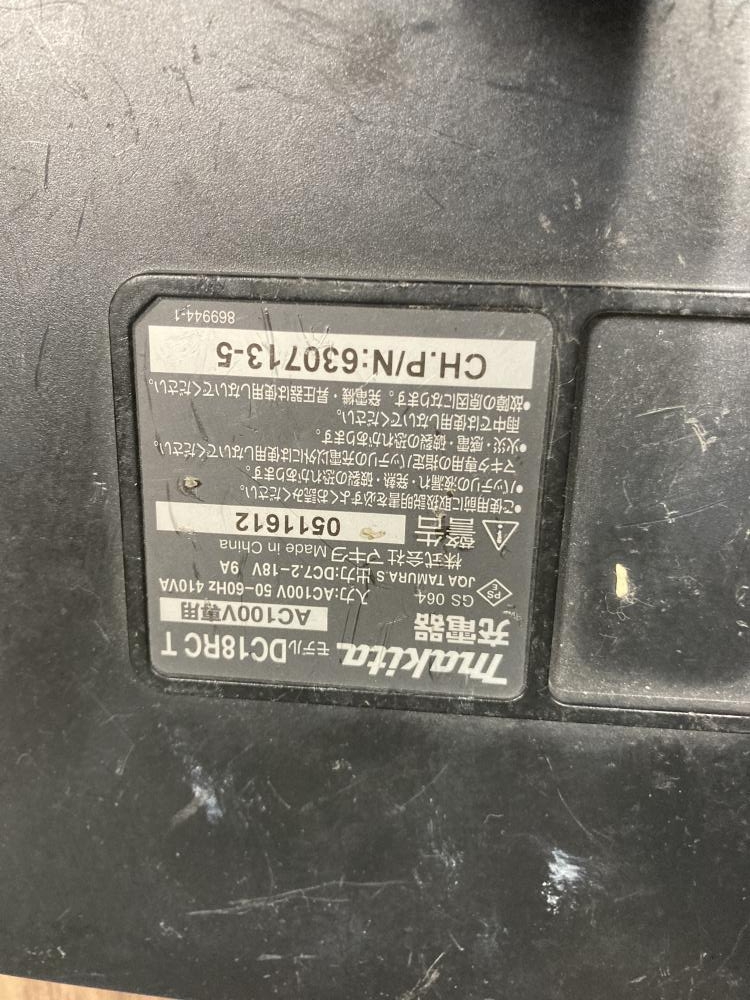 makita モデル DC18RC T
充電器 AC100V専用
GS 064 入力:AC100V 50-60Hz 410VA
PS E
JQA TAMURA S 出力:DC7.2-18V 9A
株式会社 マキタ Made in China
警告 0511612
●ご使用前に取扱説明書を必ずよくお読みください。
●バッテリの液漏れ・発熱・破裂の恐れがあります。
マキタ専用の指定バッテリの充電以外には使用しないでください。
●火災・感電・破裂の恐れがあります。
雨中では使用しないでください。
●故障の原因になります。発電機・昇圧器は使用しないでください。
CH.P/N:630713-5
869944-1